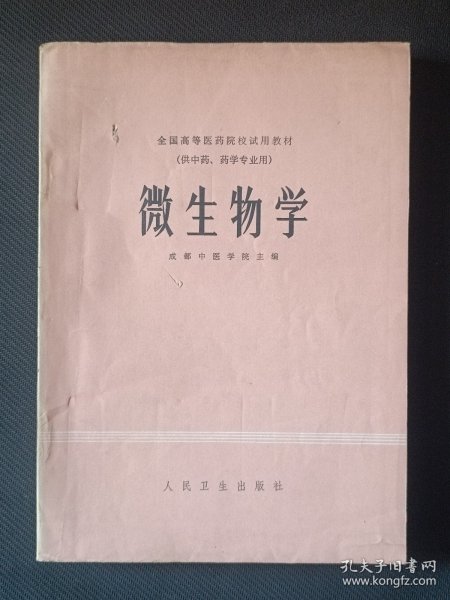 全国高等医药院校试用教材
(供中药、药学专业用)
微生物学
成都中医学院主编
人民卫生出版社
孔夫子旧书网
www.kongfz.com